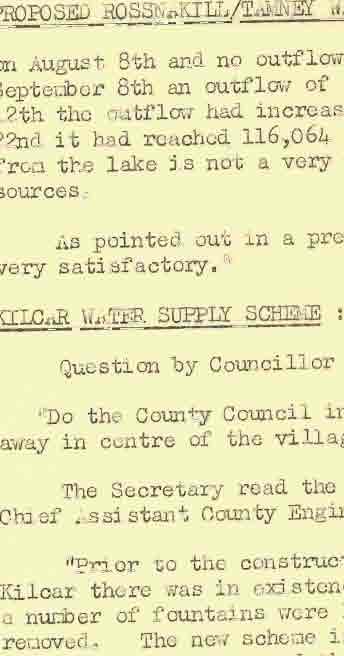 PROPOSED ROSSNAKILL/TAMNEY W
on August 8th and no outflow
September 8th an outflow of
12th the outflow had increas
22nd it had reached 116,064
from the lake is not a very
sources.
As pointed out in a pre
very satisfactory."
KILCAR WATER SUPPLY SCHEME :
Question by Councillor
"Do the County Council in
away in centre of the villag
The Secretary read the
Chief Assistant County Engin
"Prior to the construct
Kilcar there was in existen
a number of fountains were
removed. The new scheme i